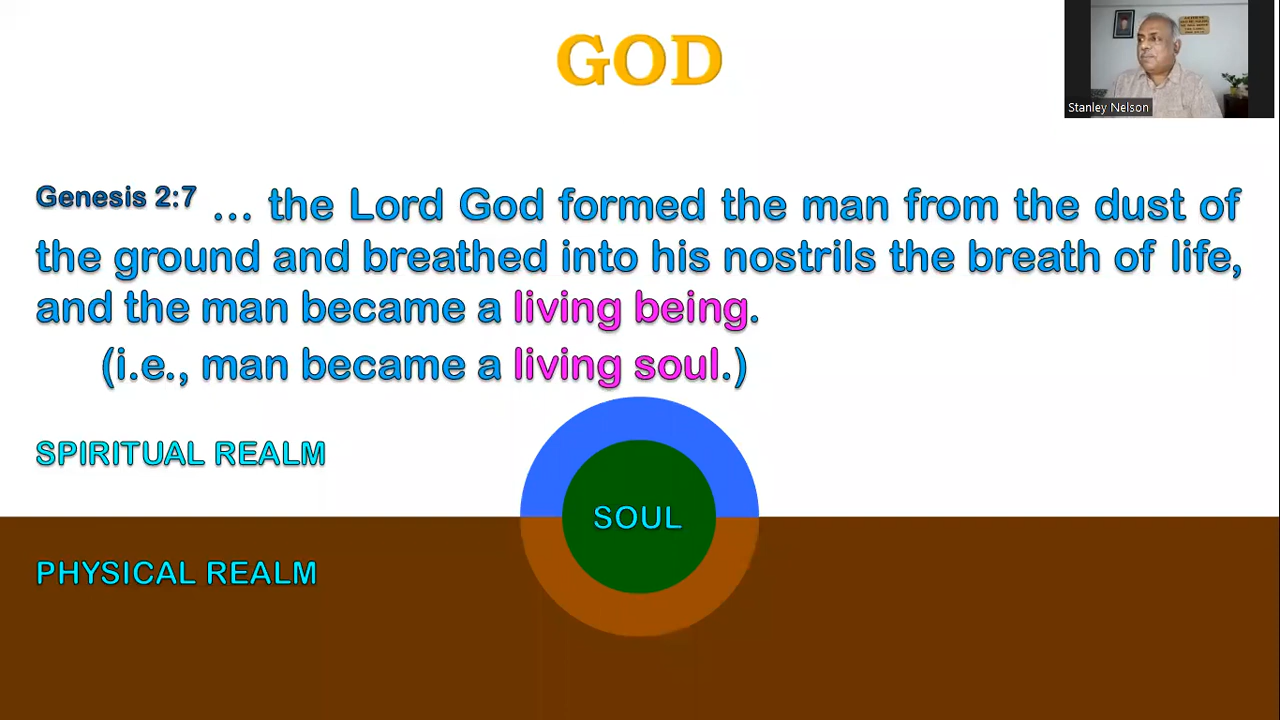 GOD
Stanley Nelson
Genesis 2:7 … the Lord God formed the man from the dust of
the ground and breathed into his nostrils the breath of life,
and the man became a living being.
(i.e., man became a living soul.)
SPIRITUAL REALM
SOUL
PHYSICAL REALM